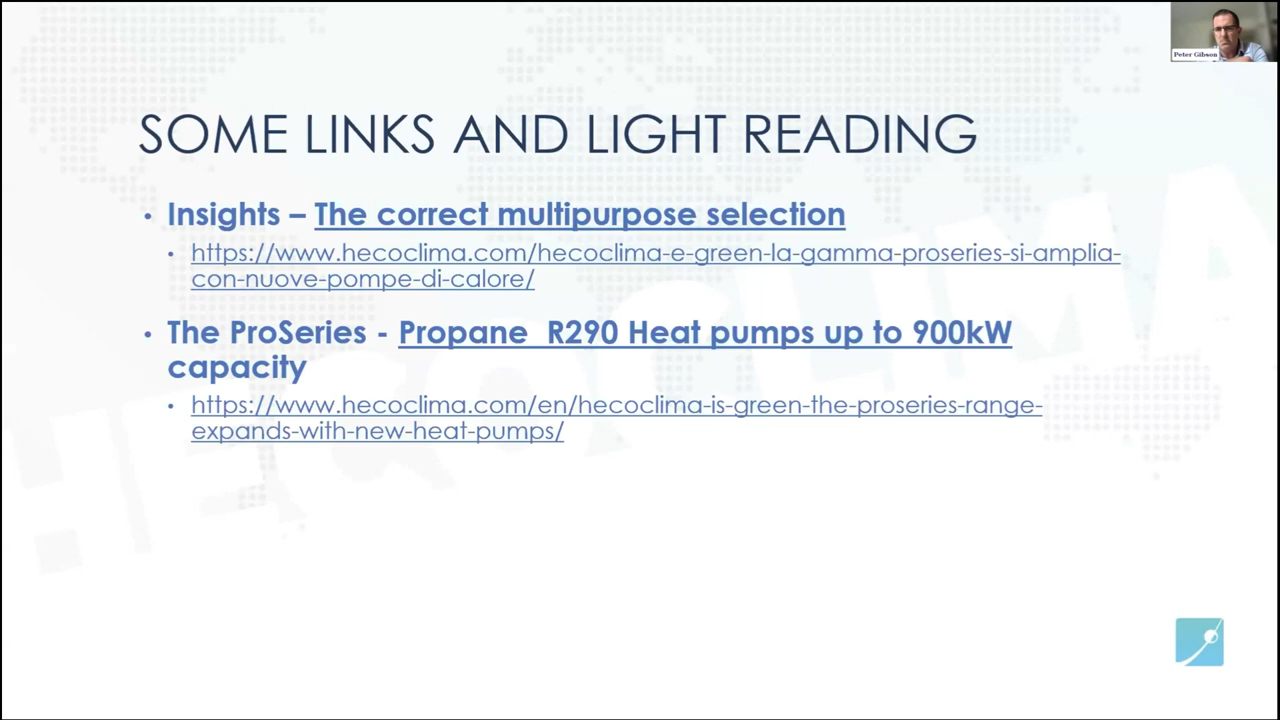 Peter Gibson
SOME LINKS AND LIGHT READING
• Insights – The correct multipurpose selection
• https://www.hecoclima.com/hecoclima-e-green-la-gamma-proseries-si-amplia-
con-nuove-pompe-di-calore/
• The ProSeries - Propane  R290 Heat pumps up to 900kW
capacity
• https://www.hecoclima.com/en/hecoclima-is-green-the-proseries-range-
expands-with-new-heat-pumps/
HECOCLIMA